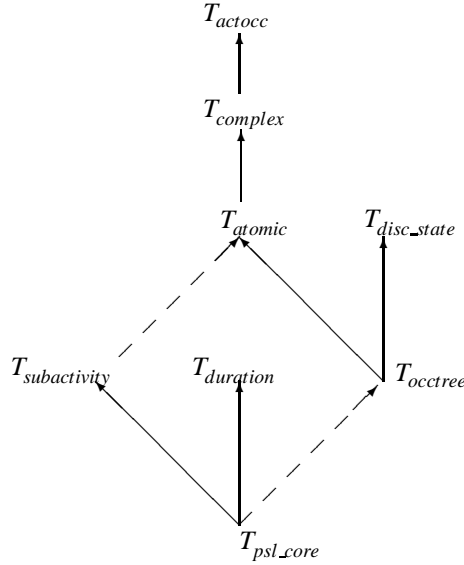 T_actocc
T_complex
T_atomic T_disc_state
T_subactivity T_duration T_occtree
T_psl_core